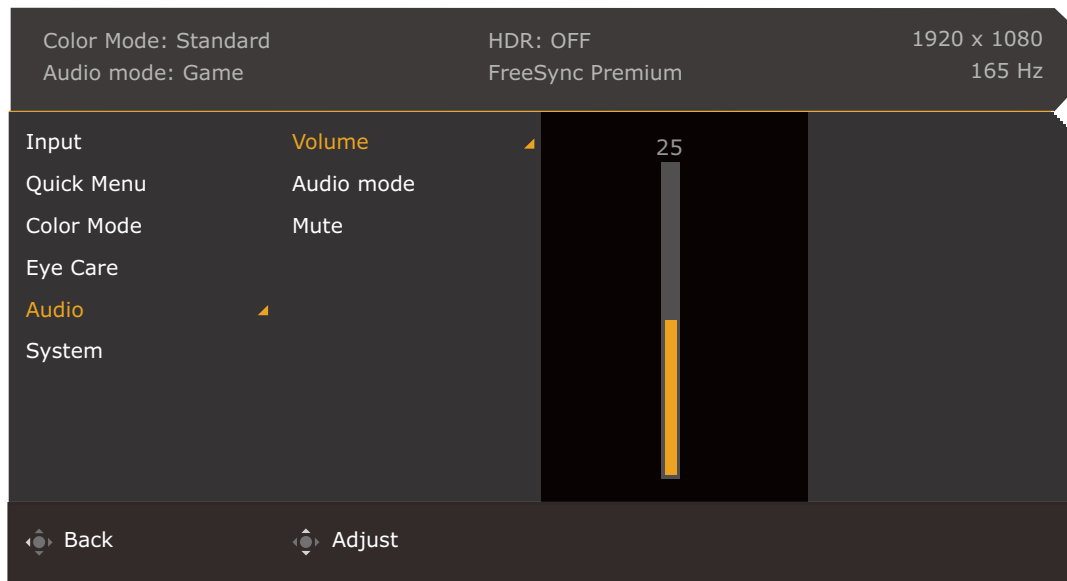 Color Mode: Standard
HDR: OFF
1920 x 1080
Audio mode: Game
FreeSync Premium
165 Hz
Input
Volume
25
Quick Menu
Audio mode
Color Mode
Mute
Eye Care
Audio
System
Back
Adjust